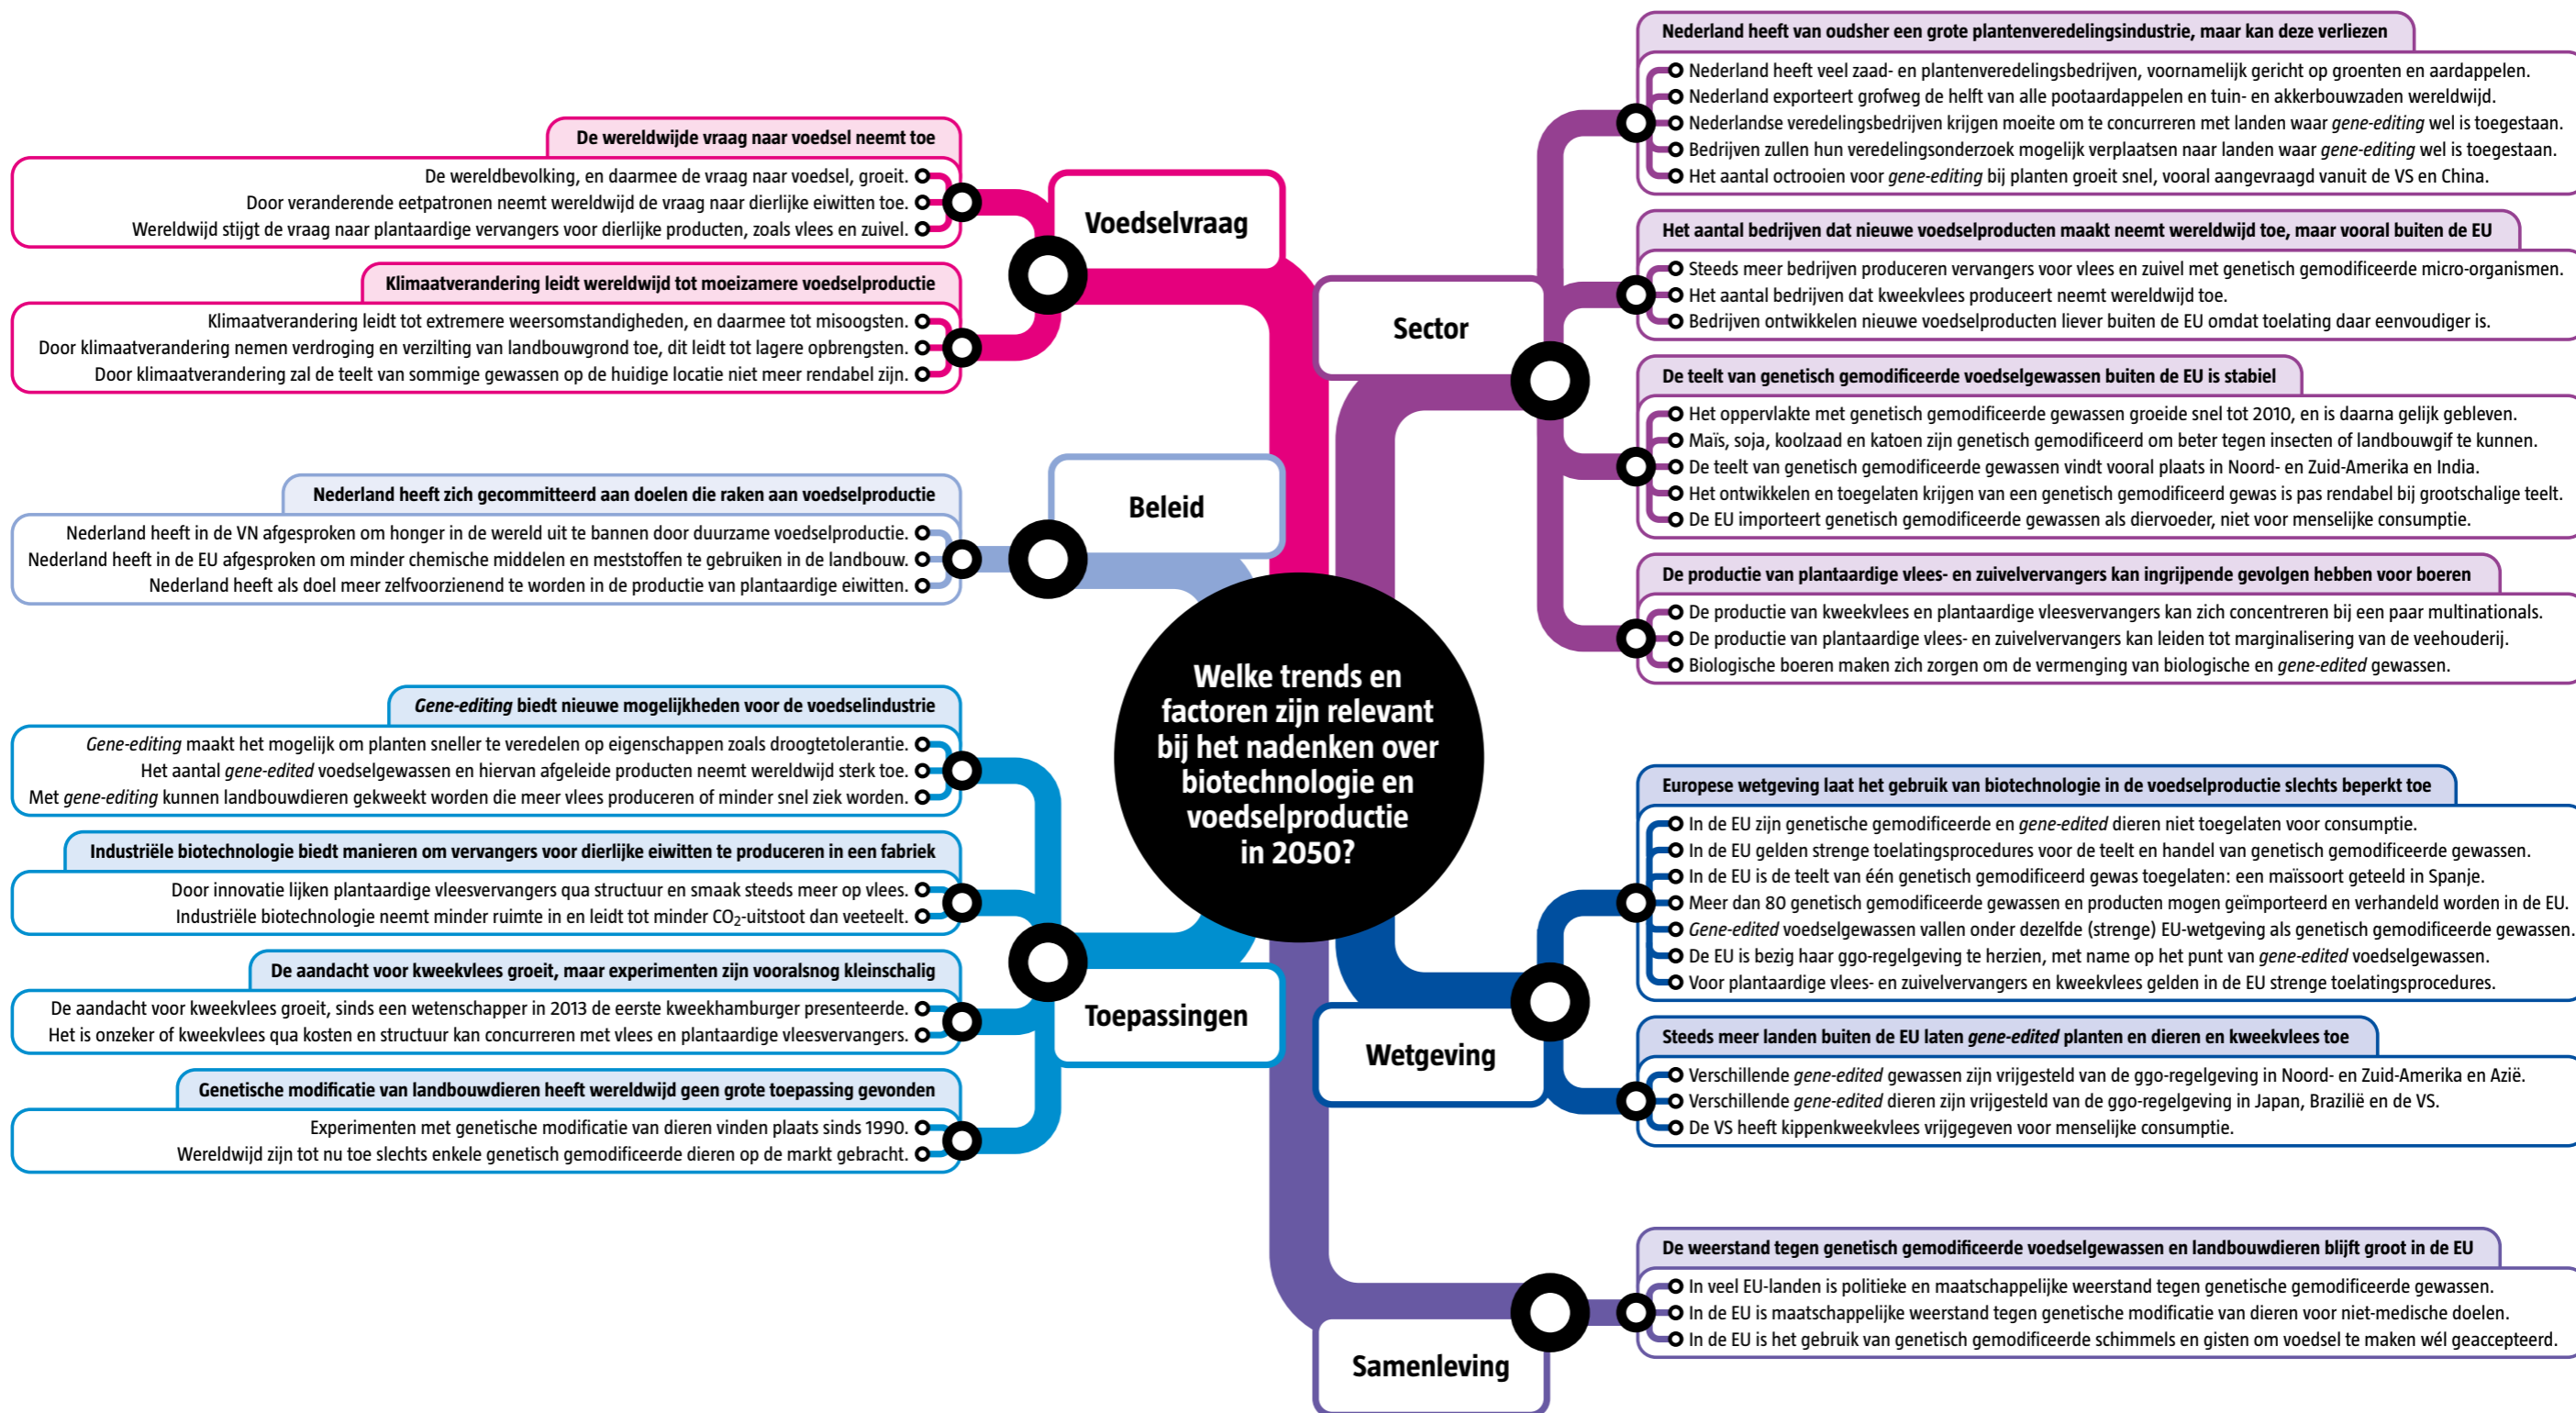 De wereldwijde vraag naar voedsel neemt toe
De wereldbevolking, en daarmee de vraag naar voedsel, groeit.
Door veranderende eetpatronen neemt wereldwijd de vraag naar dierlijke eiwitten toe.
Wereldwijd stijgt de vraag naar plantaardige vervangers voor dierlijke producten, zoals vlees en zuivel.
Klimaatverandering leidt wereldwijd tot moeizamere voedselproductie
Klimaatverandering leidt tot extremere weersomstandigheden, en daarmee tot misoogsten.
Door klimaatverandering nemen verdroging en verzilting van landbouwgrond toe, dit leidt tot lagere opbrengsten.
Door klimaatverandering zal de teelt van sommige gewassen op de huidige locatie niet meer rendabel zijn.
Voedselvraag
Nederland heeft zich gecommitteerd aan doelen die raken aan voedselproductie
Nederland heeft in de VN afgesproken om honger in de wereld uit te bannen door duurzame voedselproductie.
Nederland heeft in de EU afgesproken om minder chemische middelen en meststoffen te gebruiken in de landbouw.
Nederland heeft als doel meer zelfvoorzienend te worden in de productie van plantaardige eiwitten.
Beleid
Gene-editing biedt nieuwe mogelijkheden voor de voedselindustrie
Gene-editing maakt het mogelijk om planten sneller te veredelen op eigenschappen zoals droogtetolerantie.
Het aantal gene-edited voedselgewassen en hiervan afgeleide producten neemt wereldwijd sterk toe.
Met gene-editing kunnen landbouwdieren gekweekt worden die meer vlees produceren of minder snel ziek worden.
Industriële biotechnologie biedt manieren om vervangers voor dierlijke eiwitten te produceren in een fabriek
Door innovatie lijken plantaardige vleesvervangers qua structuur en smaak steeds meer op vlees.
Industriële biotechnologie neemt minder ruimte in en leidt tot minder CO₂-uitstoot dan veeteelt.
De aandacht voor kweekvlees groeit, maar experimenten zijn vooralsnog kleinschalig
De aandacht voor kweekvlees groeit, sinds een wetenschapper in 2013 de eerste kweekhamburger presenteerde.
Het is onzeker of kweekvlees qua kosten en structuur kan concurreren met vlees en plantaardige vleesvervangers.
Genetische modificatie van landbouwdieren heeft wereldwijd geen grote toepassing gevonden
Experimenten met genetische modificatie van dieren vinden plaats sinds 1990.
Wereldwijd zijn tot nu toe slechts enkele genetisch gemodificeerde dieren op de markt gebracht.
Toepassingen
Welke trends en
factoren zijn relevant
bij het nadenken over
biotechnologie en
voedselproductie
in 2050?
Sector
Nederland heeft van oudsher een grote plantenveredelingsindustrie, maar kan deze verliezen
Nederland heeft veel zaad- en plantenveredelingsbedrijven, voornamelijk gericht op groenten en aardappelen.
Nederland exporteert grofweg de helft van alle pootaardappelen en tuin- en akkerbouwzaden wereldwijd.
Nederlandse veredelingsbedrijven krijgen moeite om te concurreren met landen waar gene-editing wel is toegestaan.
Bedrijven zullen hun veredelingsonderzoek mogelijk verplaatsen naar landen waar gene-editing wel is toegestaan.
Het aantal octrooien voor gene-editing bij planten groeit snel, vooral aangevraagd vanuit de VS en China.
Het aantal bedrijven dat nieuwe voedselproducten maakt neemt wereldwijd toe, maar vooral buiten de EU
Steeds meer bedrijven produceren vervangers voor vlees en zuivel met genetisch gemodificeerde micro-organismen.
Het aantal bedrijven dat kweekvlees produceert neemt wereldwijd toe.
Bedrijven ontwikkelen nieuwe voedselproducten liever buiten de EU omdat toelating daar eenvoudiger is.
De teelt van genetisch gemodificeerde voedselgewassen buiten de EU is stabiel
Het oppervlakte met genetisch gemodificeerde gewassen groeide snel tot 2010, en is daarna gelijk gebleven.
Maïs, soja, koolzaad en katoen zijn genetisch gemodificeerd om beter tegen insecten of landbouwgif te kunnen.
De teelt van genetisch gemodificeerde gewassen vindt vooral plaats in Noord- en Zuid-Amerika en India.
Het ontwikkelen en toegelaten krijgen van een genetisch gemodificeerd gewas is pas rendabel bij grootschalige teelt.
De EU importeert genetisch gemodificeerde gewassen als diervoeder, niet voor menselijke consumptie.
De productie van plantaardige vlees- en zuivelvervangers kan ingrijpende gevolgen hebben voor boeren
De productie van kweekvlees en plantaardige vleesvervangers kan zich concentreren bij een paar multinationals.
De productie van plantaardige vlees- en zuivelvervangers kan leiden tot marginalisering van de veehouderij.
Biologische boeren maken zich zorgen om de vermenging van biologische en gene-edited gewassen.
Wetgeving
Europese wetgeving laat het gebruik van biotechnologie in de voedselproductie slechts beperkt toe
In de EU zijn genetische gemodificeerde en gene-edited dieren niet toegelaten voor consumptie.
In de EU gelden strenge toelatingsprocedures voor de teelt en handel van genetisch gemodificeerde gewassen.
In de EU is de teelt van één genetisch gemodificeerd gewas toegelaten: een maïssoort geteeld in Spanje.
Meer dan 80 genetisch gemodificeerde gewassen en producten mogen geïmporteerd en verhandeld worden in de EU.
Gene-edited voedselgewassen vallen onder dezelfde (strenge) EU-wetgeving als genetisch gemodificeerde gewassen.
De EU is bezig haar ggo-regelgeving te herzien, met name op het punt van gene-edited voedselgewassen.
Voor plantaardige vlees- en zuivelvervangers en kweekvlees gelden in de EU strenge toelatingsprocedures.
Steeds meer landen buiten de EU laten gene-edited planten en dieren en kweekvlees toe
Verschillende gene-edited gewassen zijn vrijgesteld van de ggo-regelgeving in Noord- en Zuid-Amerika en Azië.
Verschillende gene-edited dieren zijn vrijgesteld van de ggo-regelgeving in Japan, Brazilië en de VS.
De VS heeft kippenkweekvlees vrijgegeven voor menselijke consumptie.
Samenleving
De weerstand tegen genetisch gemodificeerde voedselgewassen en landbouwdieren blijft groot in de EU
In veel EU-landen is politieke en maatschappelijke weerstand tegen genetische gemodificeerde gewassen.
In de EU is maatschappelijke weerstand tegen genetische modificatie van dieren voor niet-medische doelen.
In de EU is het gebruik van genetisch gemodificeerde schimmels en gisten om voedsel te maken wél geaccepteerd.